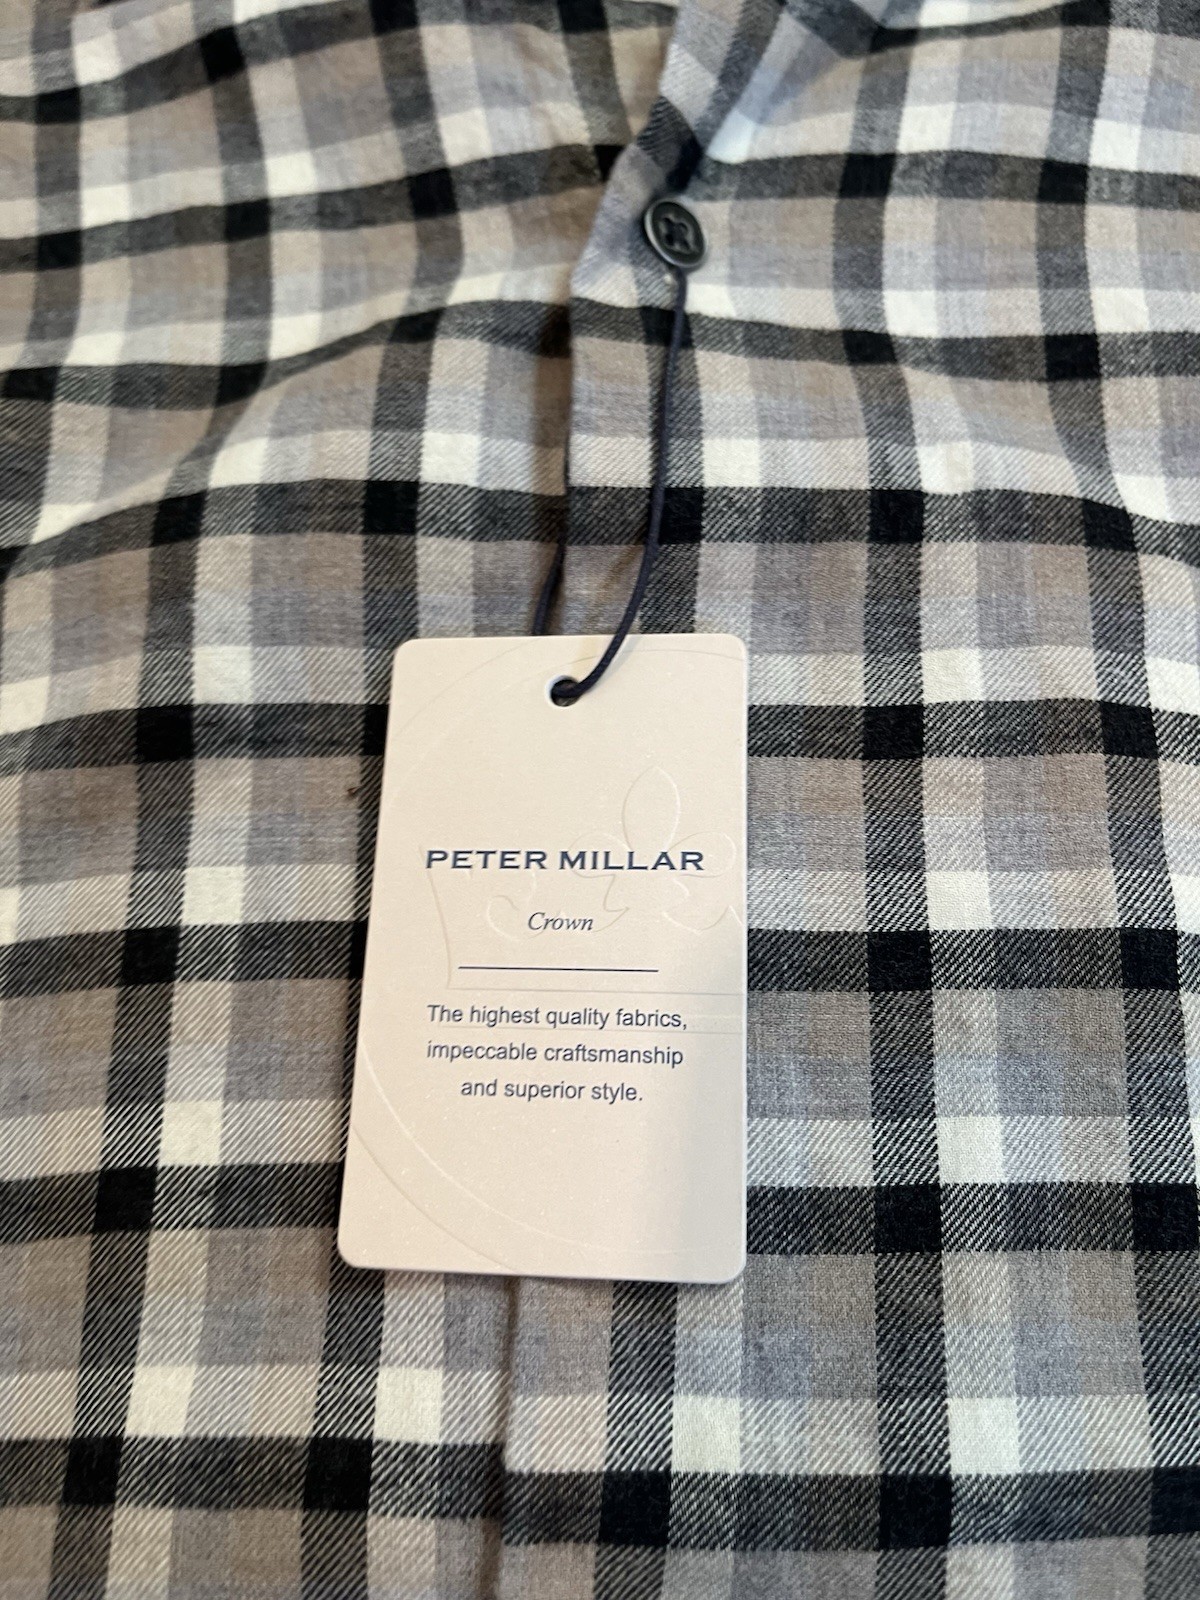 PETER MILLAR
Crown
The highest quality fabrics,
impeccable craftsmanship
and superior style.